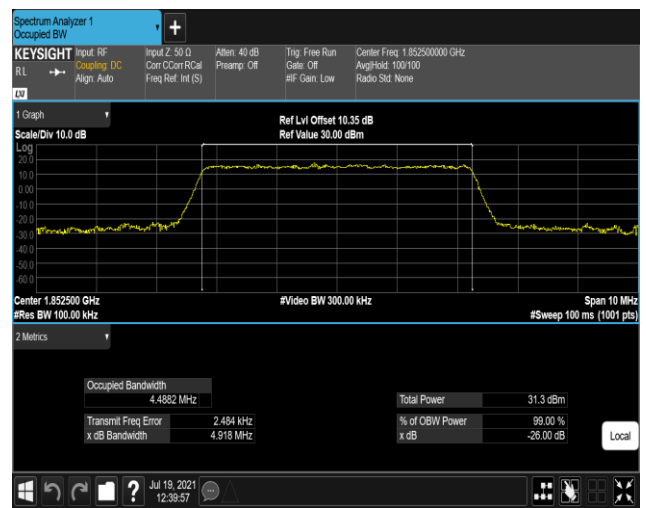 Spectrum Analyzer 1
Occupied BW
+
KEYSIGHT
RL
LXI
Input: RF
Coupling: DC
Align: Auto
Input Z: 50 Ω
Corr CCorr RCal
Freq Ref: Int (S)
Atten: 40 dB
Preamp: Off
Trig: Free Run
Gate: Off
#IF Gain: Low
Center Freq: 1.852500000 GHz
Avg|Hold: 100/100
Radio Std: None
1 Graph
Scale/Div 10.0 dB
Ref Lvl Offset 10.35 dB
Ref Value 30.00 dBm
Log
20.0
10.0
0.00
-10.0
-20.0
-30.0
-40.0
-50.0
-60.0
Center 1.852500 GHz
#Res BW 100.00 kHz
#Video BW 300.00 kHz
Span 10 MHz
#Sweep 100 ms (1001 pts)
2 Metrics
Occupied Bandwidth
4.4882 MHz
Transmit Freq Error 2.484 kHz
x dB Bandwidth 4.918 MHz
Total Power 31.3 dBm
% of OBW Power 99.00 %
x dB -26.00 dB
Local
?
Jul 19, 2021
12:39:57